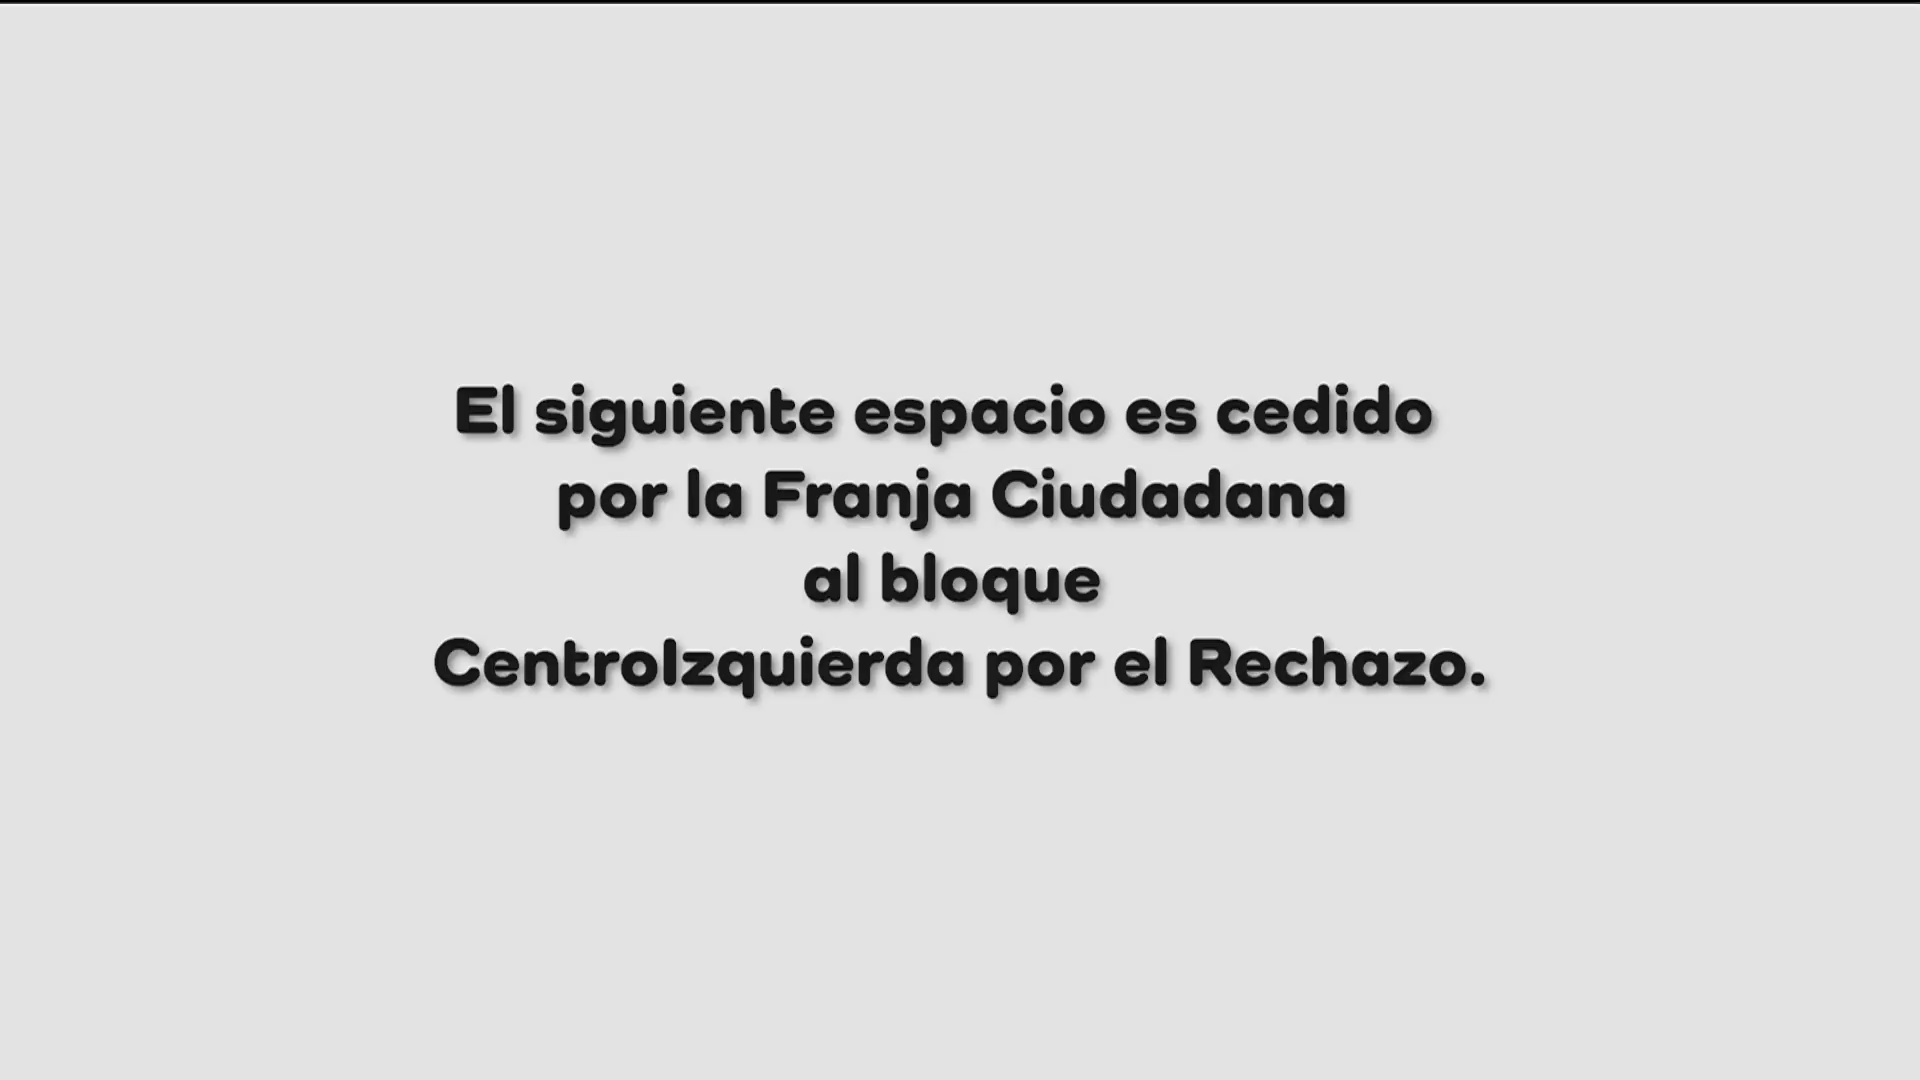 El siguiente espacio es cedido
por la Franja Ciudadana
al bloque
CentroIzquierda por el Rechazo.